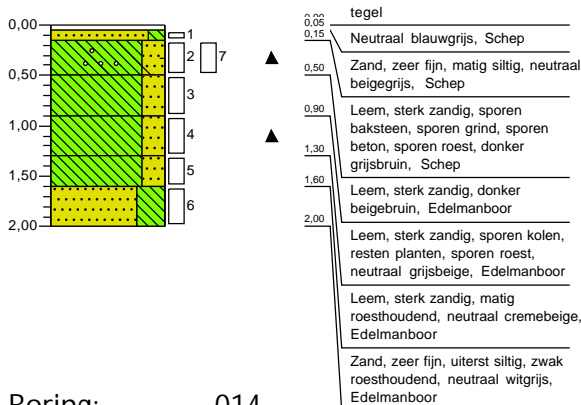 0,00
0,50
1,00
1,50
2,00
1
2
7
3
4
5
6
0,00
0,05
0,15
0,50
0,90
1,30
1,60
2,00
tegel
Neutraal blauwgrijs, Schep
Zand, zeer fijn, matig siltig, neutraal
beigegrijs, Schep
Leem, sterk zandig, sporen
baksteen, sporen grind, sporen
beton, sporen roest, donker
grijsbruin, Schep
Leem, sterk zandig, donker
beigebruin, Edelmanboor
Leem, sterk zandig, sporen kolen,
resten planten, sporen roest,
neutraal grijsbeige, Edelmanboor
Leem, sterk zandig, matig
roesthoudend, neutraal cremebeige,
Edelmanboor
Zand, zeer fijn, uiterst siltig, zwak
roesthoudend, neutraal witgrijs,
Edelmanboor
Boring: 014